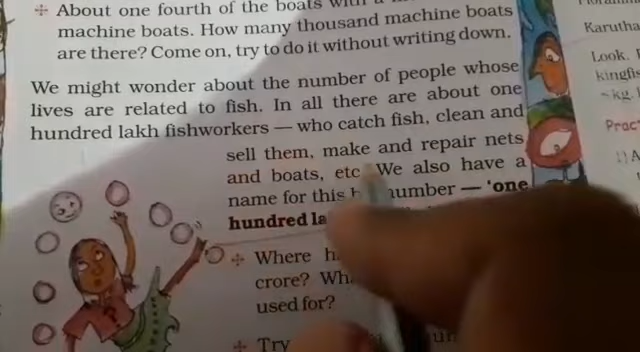 About one fourth of the boats with a
machine boats. How many thousand machine boats
are there? Come on, try to do it without writing down.
We might wonder about the number of people whose
lives are related to fish. In all there are about one
hundred lakh fishworkers — who catch fish, clean and
sell them, make and repair nets
and boats, etc. We also have a
name for this number — 'one
hundred
Where
crore?
used for?
Try
Karutha
Look.
kg.
1) A